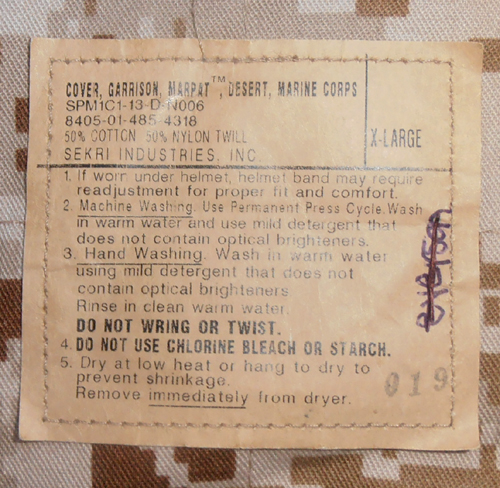 COVER, GARRISON, MARPAT™, DESERT, MARINE CORPS
SPM1C1-13-D-N006
8405-01-485-4318
50% COTTON 50% NYLON TWILL
SEKRI INDUSTRIES, INC.
X-LARGE
1. If worn under helmet, helmet band may require
readjustment for proper fit and comfort.
2. Machine Washing. Use Permanent Press Cycle. Wash
in warm water and use mild detergent that
does not contain optical brighteners.
3. Hand Washing. Wash in warm water
using mild detergent that does not
contain optical brighteners
Rinse in clean warm water.
DO NOT WRING OR TWIST.
4. DO NOT USE CHLORINE BLEACH OR STARCH.
5. Dry at low heat or hang to dry to
prevent shrinkage.
Remove immediately from dryer.
019